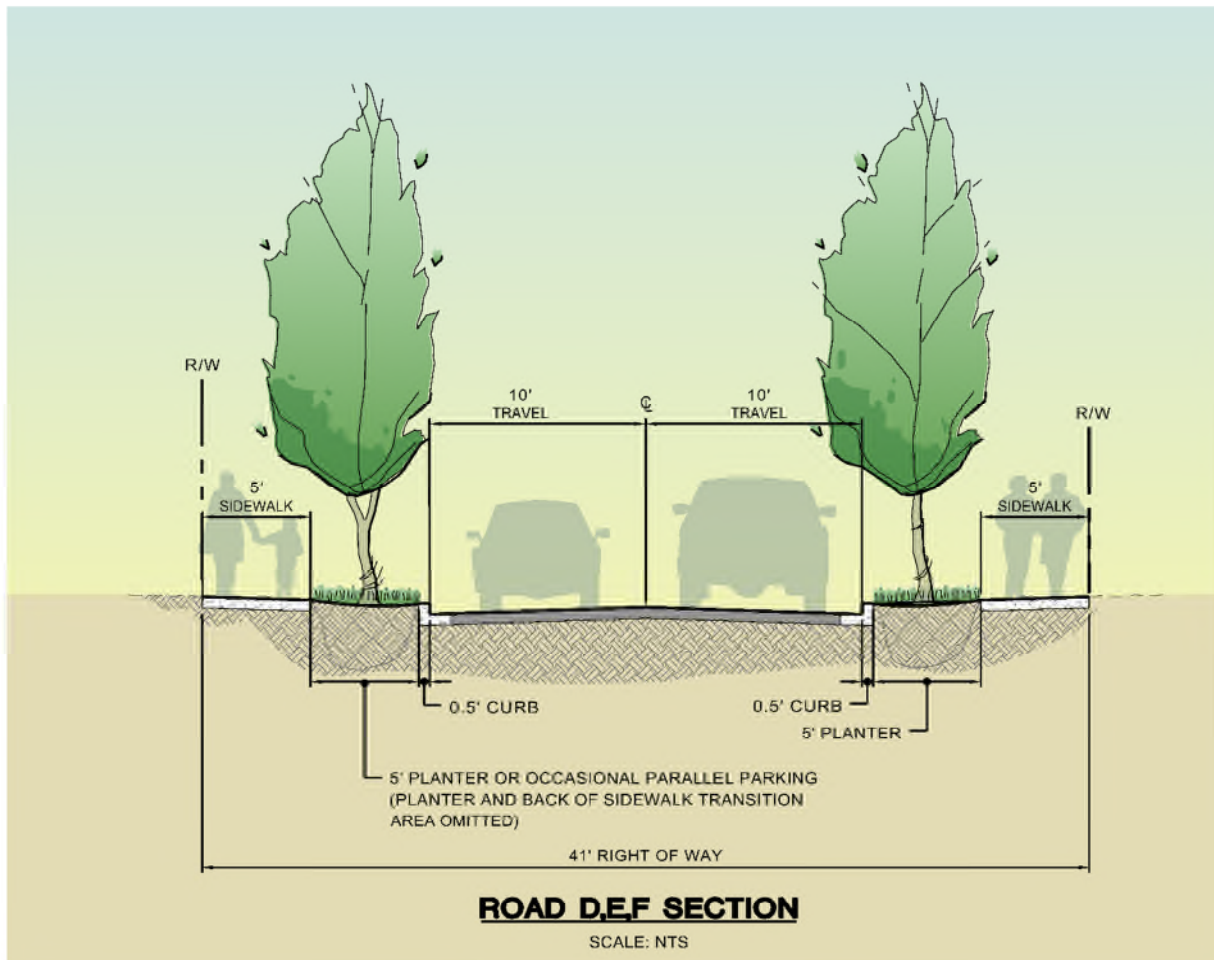 R/W
10'
TRAVEL
℄
10'
TRAVEL
R/W
5'
SIDEWALK
5'
SIDEWALK
0.5' CURB
0.5' CURB
5' PLANTER
5' PLANTER OR OCCASIONAL PARALLEL PARKING
(PLANTER AND BACK OF SIDEWALK TRANSITION
AREA OMITTED)
41' RIGHT OF WAY
ROAD D,E,F SECTION
SCALE: NTS